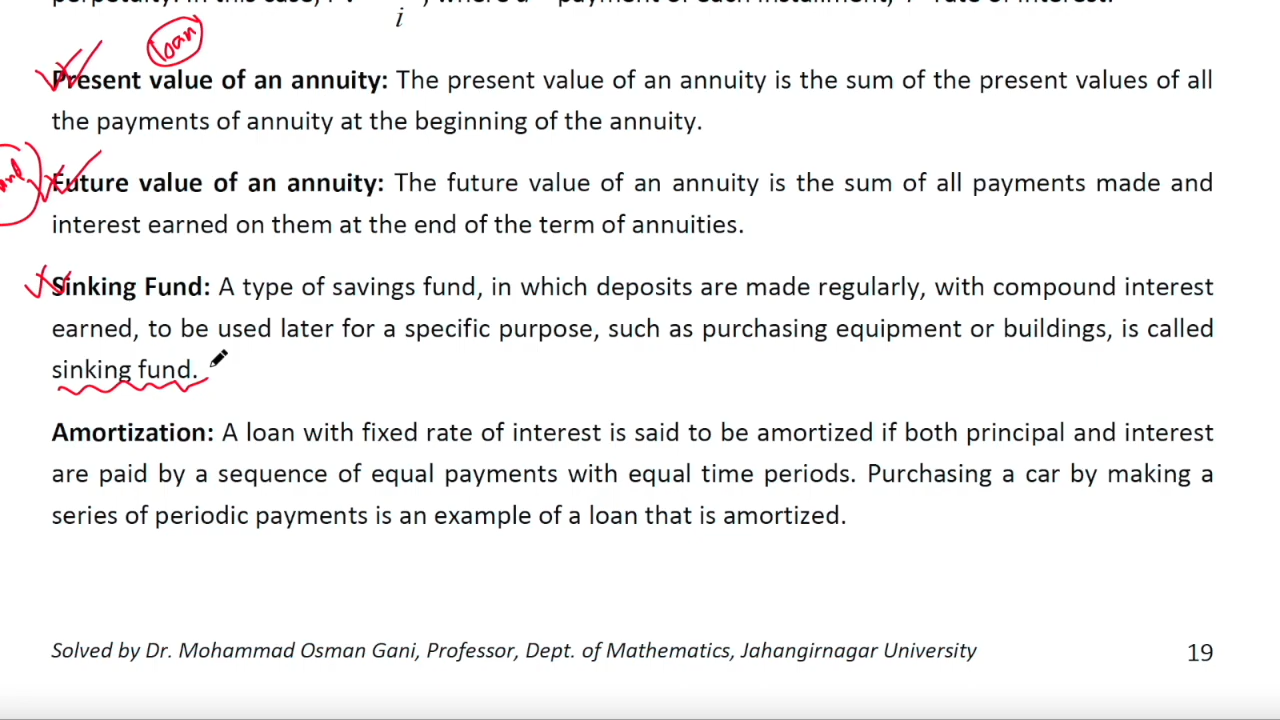 i
loan
Present value of an annuity: The present value of an annuity is the sum of the present values of all
the payments of annuity at the beginning of the annuity.
Future value of an annuity: The future value of an annuity is the sum of all payments made and
interest earned on them at the end of the term of annuities.
Sinking Fund: A type of savings fund, in which deposits are made regularly, with compound interest
earned, to be used later for a specific purpose, such as purchasing equipment or buildings, is called
sinking fund.
Amortization: A loan with fixed rate of interest is said to be amortized if both principal and interest
are paid by a sequence of equal payments with equal time periods. Purchasing a car by making a
series of periodic payments is an example of a loan that is amortized.
Solved by Dr. Mohammad Osman Gani, Professor, Dept. of Mathematics, Jahangirnagar University
19